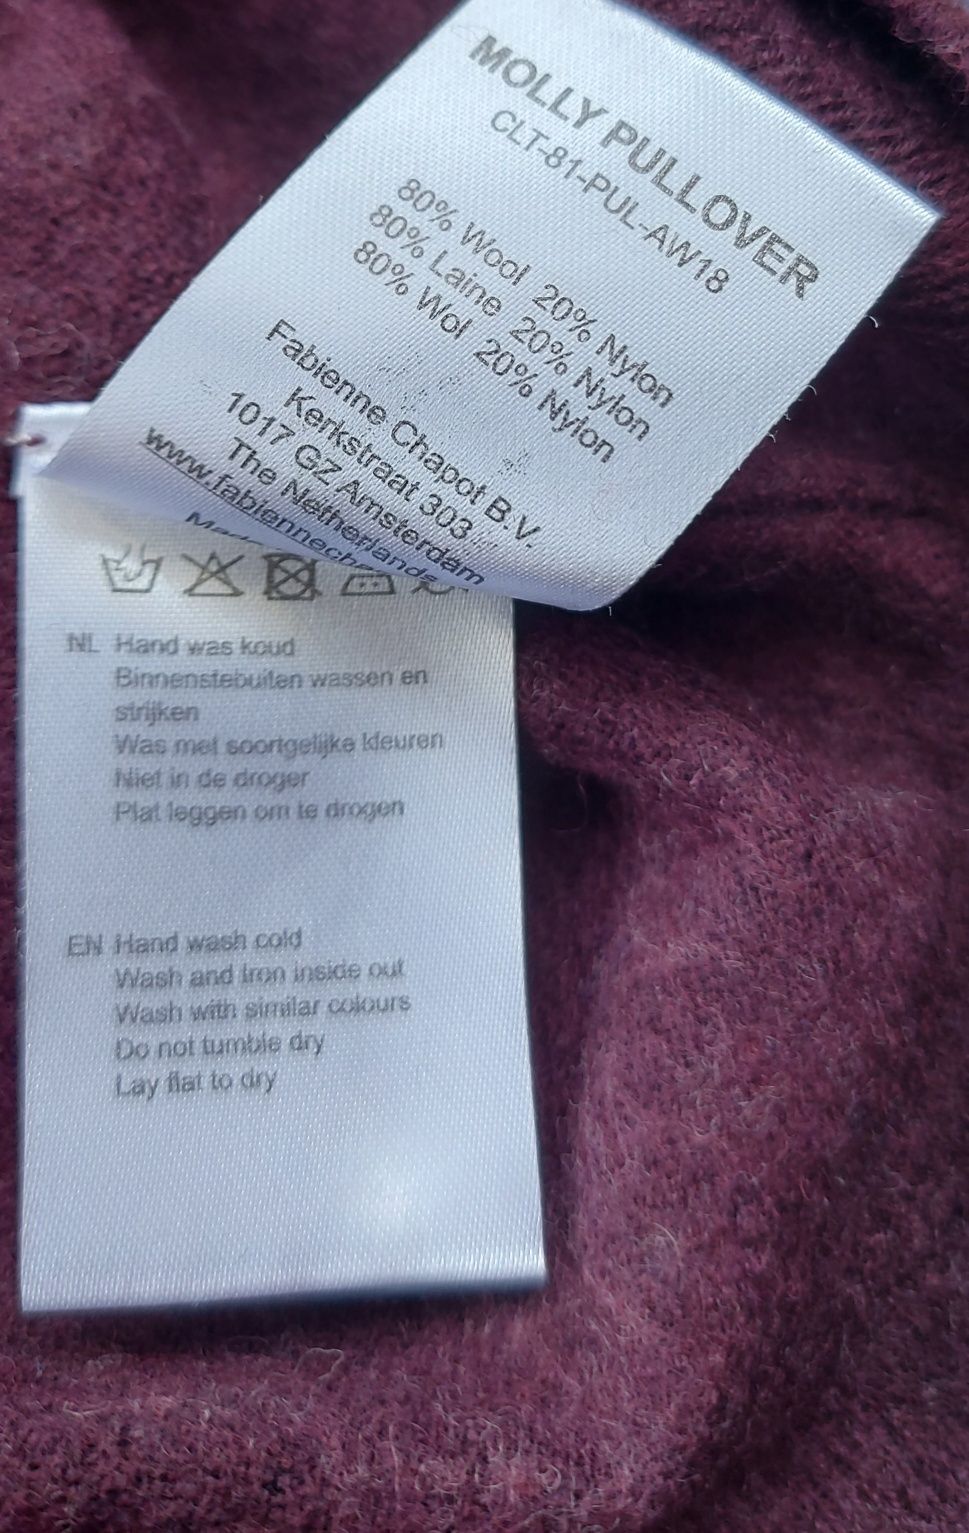 MOLLY PULLOVER
CLT-81-PUL-AW18
80% Wool 20% Nylon
80% Laine 20% Nylon
80% Wol 20% Nylon
Fabienne Chapot B.V.
Kerkstraat 303
1017 GZ Amsterdam
The Netherlands
NL Hand was koud
Binnenstebuiten wassen en
strijken
Was met soortgelijke kleuren
Niet in de droger
Plat leggen om te drogen
EN Hand wash cold
Wash and Iron inside out
Wash with similar colours
Do not tumble dry
Lay flat to dry